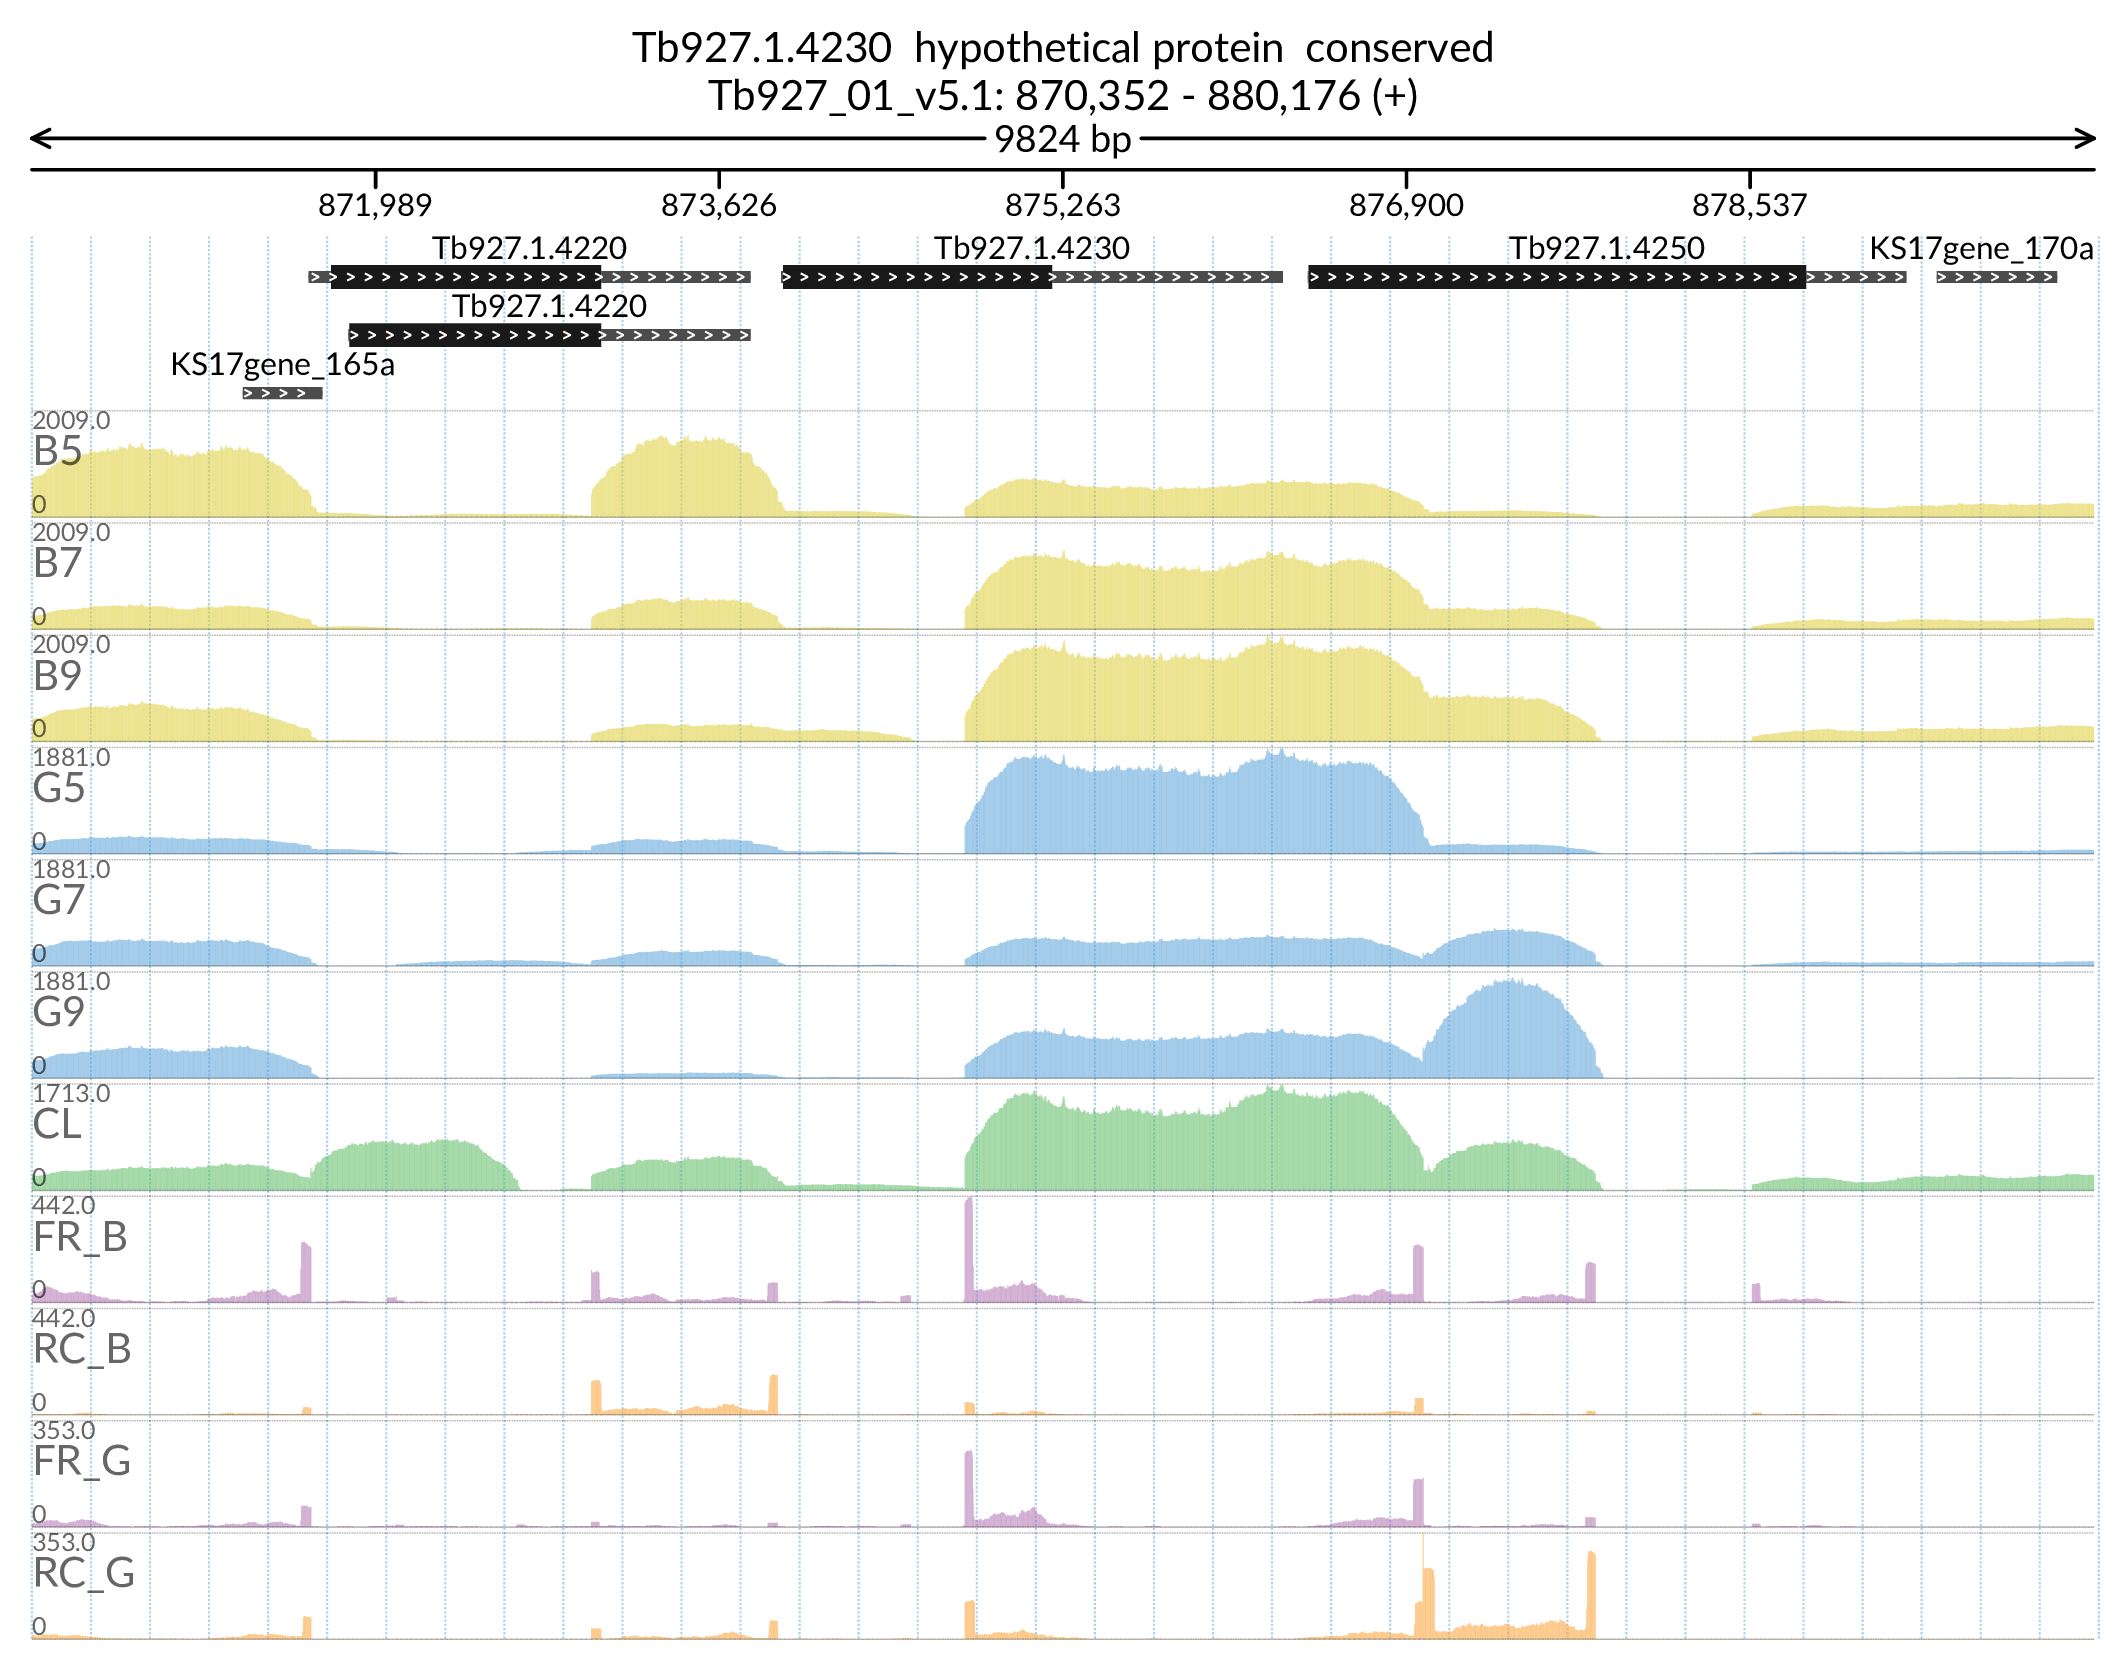 Tb927.1.4230  hypothetical protein  conserved
Tb927_01_v5.1: 870,352 - 880,176 (+)
9824 bp
871,989 873,626 875,263 876,900 878,537
Tb927.1.4220 Tb927.1.4230 Tb927.1.4250 KS17gene_170a
Tb927.1.4220
KS17gene_165a
2009.0
B5
0
2009.0
B7
0
2009.0
B9
0
1881.0
G5
0
1881.0
G7
0
1881.0
G9
0
1713.0
CL
0
442.0
FR_B
0
442.0
RC_B
0
353.0
FR_G
0
353.0
RC_G
0